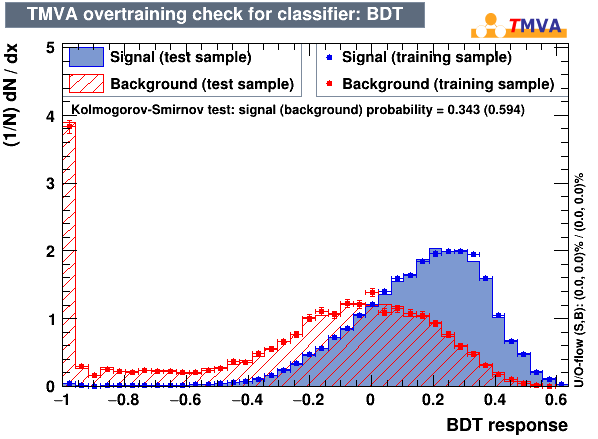 TMVA overtraining check for classifier: BDT
TMVA
(1/N) dN / dx
Signal (test sample)
Background (test sample)
Signal (training sample)
Background (training sample)
Kolmogorov-Smirnov test: signal (background) probability = 0.343 (0.594)
5
4
3
2
1
0
−1
−0.8
−0.6
−0.4
−0.2
0
0.2
0.4
0.6
BDT response
U/O-flow (S,B): (0.0, 0.0)% / (0.0, 0.0)%